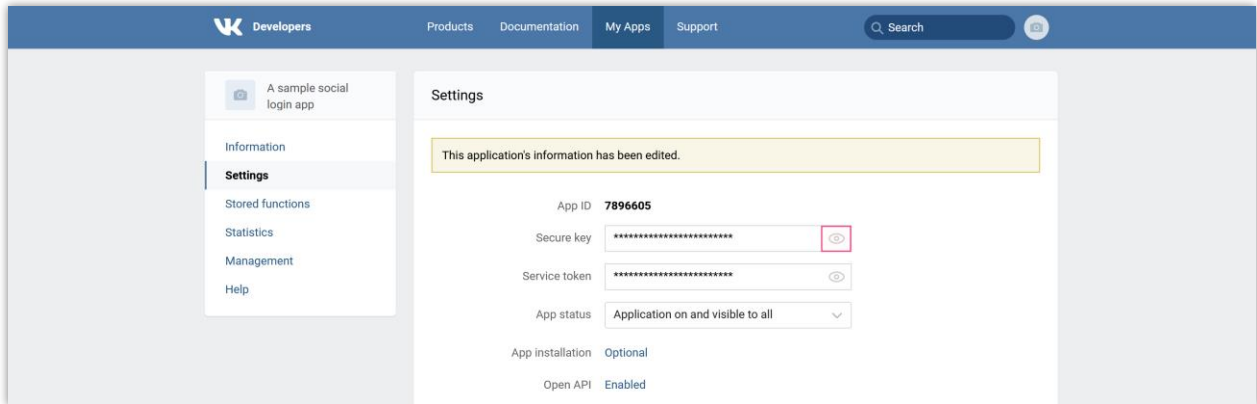 VK Developers Products Documentation My Apps Support Search
A sample social
login app
Information
Settings
Stored functions
Statistics
Management
Help
Settings
This application's information has been edited.
App ID 7896605
Secure key ************************
Service token ************************
App status Application on and visible to all
App installation Optional
Open API Enabled